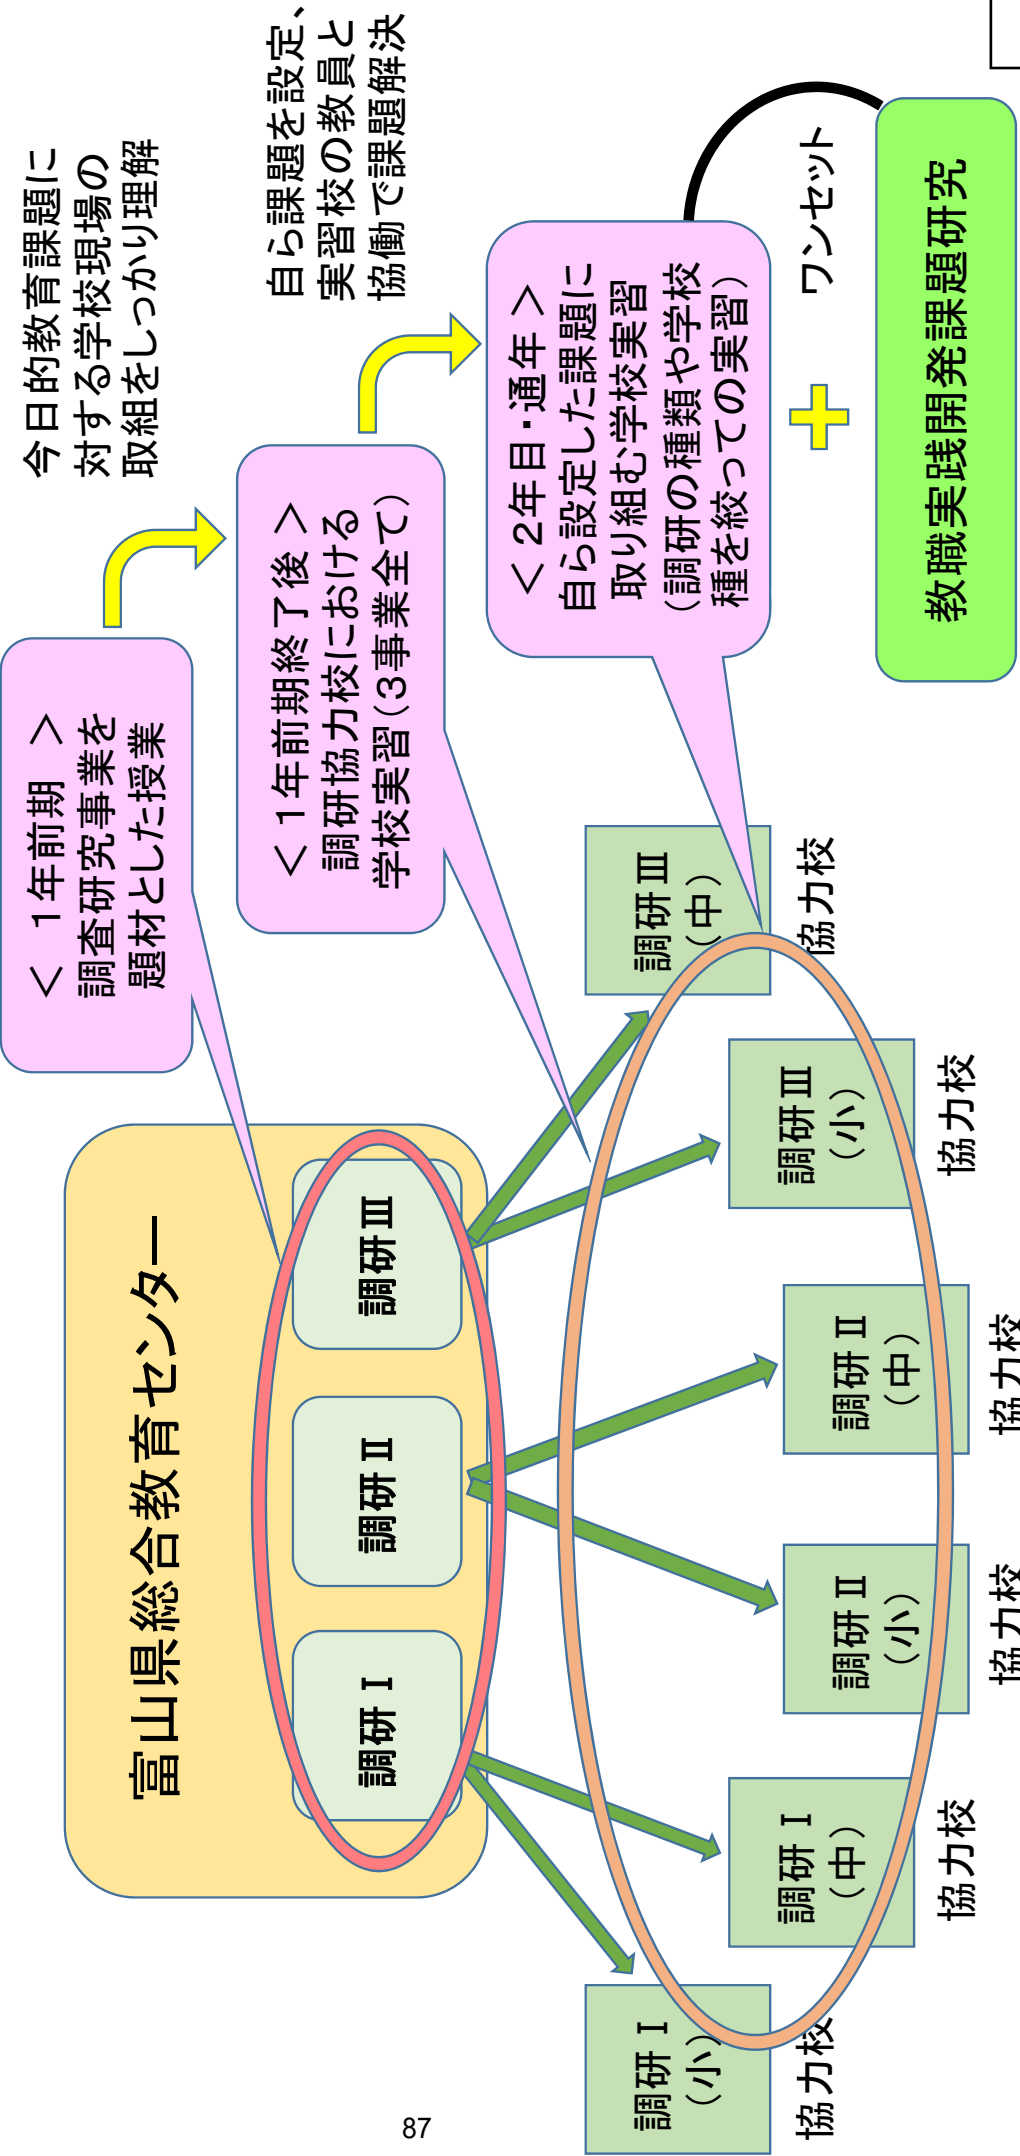 富山県総合教育センター
調研Ⅰ
調研Ⅱ
調研Ⅲ
調研Ⅰ
（小）
協力校
調研Ⅰ
（中）
協力校
調研Ⅱ
（小）
協力校
調研Ⅱ
（中）
協力校
調研Ⅲ
（小）
協力校
調研Ⅲ
（中）
協力校
＜ １年前期 ＞
調査研究事業を
題材とした授業
今日的教育課題に
対する学校現場の
取組をしっかり理解
＜１年前期終了後＞
調研協力校における
学校実習（３事業全て）
自ら課題を設定、
実習校の教員と
協働で課題解決
＜２年目・通年＞
自ら設定した課題に
取り組む学校実習
（調研の種類や学校
種を絞っての実習）
ワンセット
教職実践開発課題研究
87